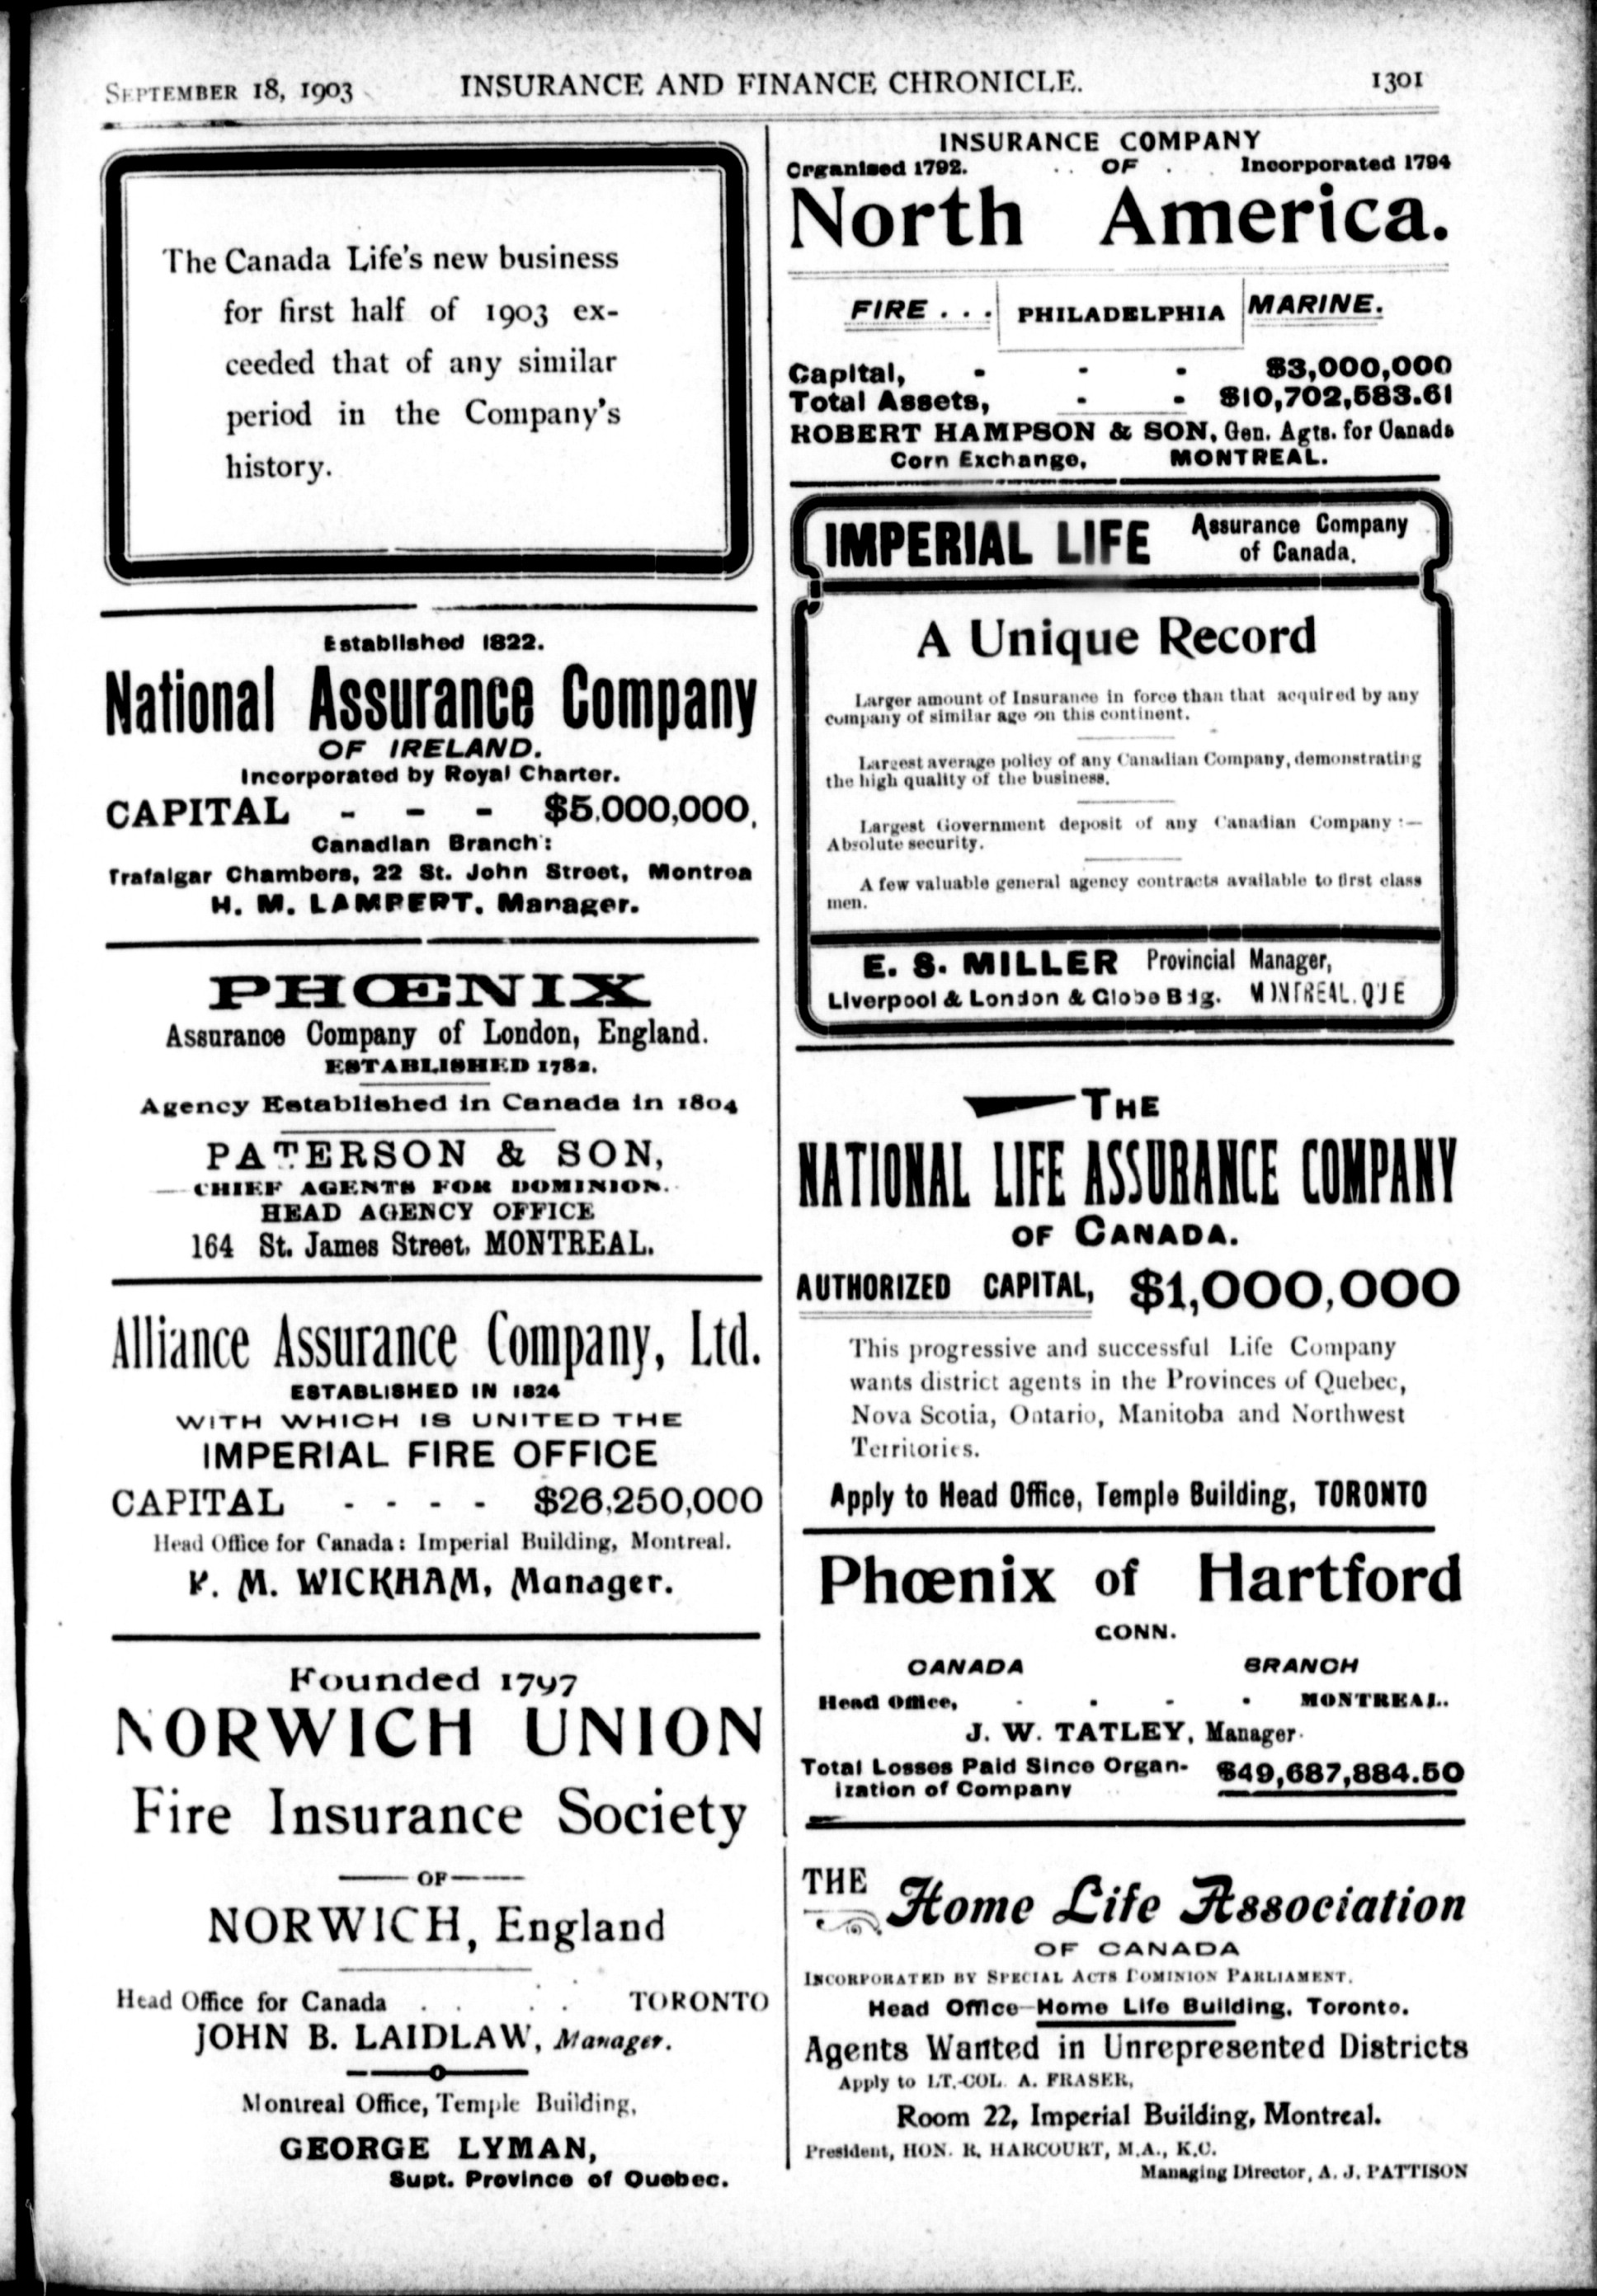 SEPTEMBER 18, 1903
INSURANCE AND FINANCE CHRONICLE.
1301
The Canada Life's new business
for first half of 1903 ex-
ceeded that of any similar
period in the Company's
history.
Established 1822.
National Assurance Company
OF IRELAND.
Incorporated by Royal Charter.
CAPITAL - - - $5,000,000,
Canadian Branch:
Trafalgar Chambers, 22 St. John Street, Montrea
H. M. LAMPERT, Manager.
PHŒNIX
Assurance Company of London, England.
ESTABLISHED 1782.
Agency Established in Canada in 1804
PATERSON & SON,
CHIEF AGENTS FOR DOMINION.
HEAD AGENCY OFFICE
164 St. James Street, MONTREAL.
Alliance Assurance Company, Ltd.
ESTABLISHED IN 1824
WITH WHICH IS UNITED THE
IMPERIAL FIRE OFFICE
CAPITAL - - - - $26,250,000
Head Office for Canada: Imperial Building, Montreal.
P. M. WICKHAM, Manager.
Founded 1797
NORWICH UNION
Fire Insurance Society
OF
NORWICH, England
Head Office for Canada . . . . TORONTO
JOHN B. LAIDLAW, Manager.
Montreal Office, Temple Building,
GEORGE LYMAN,
Supt. Province of Quebec.
INSURANCE COMPANY
Organised 1792. . . OF . . Incorporated 1794
North America.
FIRE . . . PHILADELPHIA MARINE.
Capital, - - - $3,000,000
Total Assets, - - $10,702,583.61
ROBERT HAMPSON & SON, Gen. Agts. for Canada
Corn Exchange, MONTREAL.
IMPERIAL LIFE Assurance Company
of Canada.
A Unique Record
Larger amount of Insurance in force than that acquired by any
company of similar age on this continent.
Largest average policy of any Canadian Company, demonstrating
the high quality of the business.
Largest Government deposit of any Canadian Company:—
Absolute security.
A few valuable general agency contracts available to first class
men.
E. S. MILLER Provincial Manager,
Liverpool & London & Globe Bdg. MONTREAL. QUE
THE
NATIONAL LIFE ASSURANCE COMPANY
OF CANADA.
AUTHORIZED CAPITAL, $1,000,000
This progressive and successful Life Company
wants district agents in the Provinces of Quebec,
Nova Scotia, Ontario, Manitoba and Northwest
Territories.
Apply to Head Office, Temple Building, TORONTO
Phœnix of Hartford
CONN.
CANADA BRANCH
Head Office, - - - - MONTREAL.
J. W. TATLEY, Manager.
Total Losses Paid Since Organ-
ization of Company $49,687,884.50
THE Home Life Association
OF CANADA
INCORPORATED BY SPECIAL ACTS DOMINION PARLIAMENT.
Head Office—Home Life Building, Toronto.
Agents Wanted in Unrepresented Districts
Apply to LT.-COL. A. FRASER,
Room 22, Imperial Building, Montreal.
President, HON. R. HARCOURT, M.A., K.C.
Managing Director, A. J. PATTISON